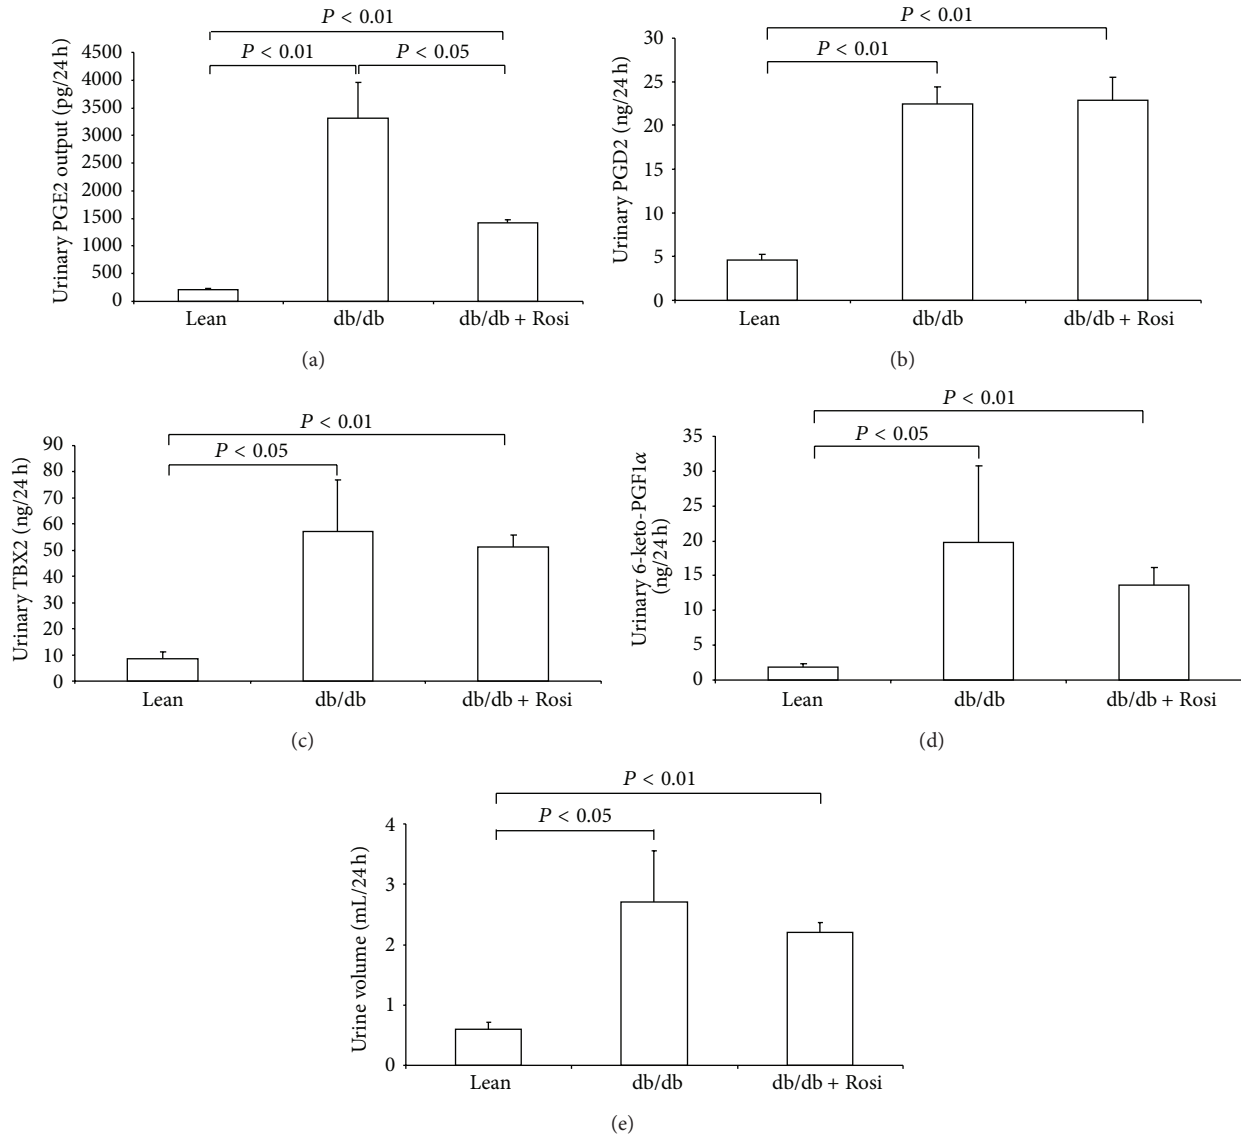 P < 0.01
P < 0.01
P < 0.05
Urinary PGE2 output (pg/24 h)
4500
4000
3500
3000
2500
2000
1500
1000
500
0
Lean
db/db
db/db + Rosi
(a)
P < 0.01
P < 0.01
Urinary PGD2 (ng/24 h)
30
25
20
15
10
5
0
Lean
db/db
db/db + Rosi
(b)
P < 0.01
P < 0.05
Urinary TBX2 (ng/24 h)
90
80
70
60
50
40
30
20
10
0
Lean
db/db
db/db + Rosi
(c)
P < 0.01
P < 0.05
Urinary 6-keto-PGF1α
(ng/24 h)
35
30
25
20
15
10
5
0
Lean
db/db
db/db + Rosi
(d)
P < 0.01
P < 0.05
Urine volume (mL/24 h)
4
3
2
1
0
Lean
db/db
db/db + Rosi
(e)